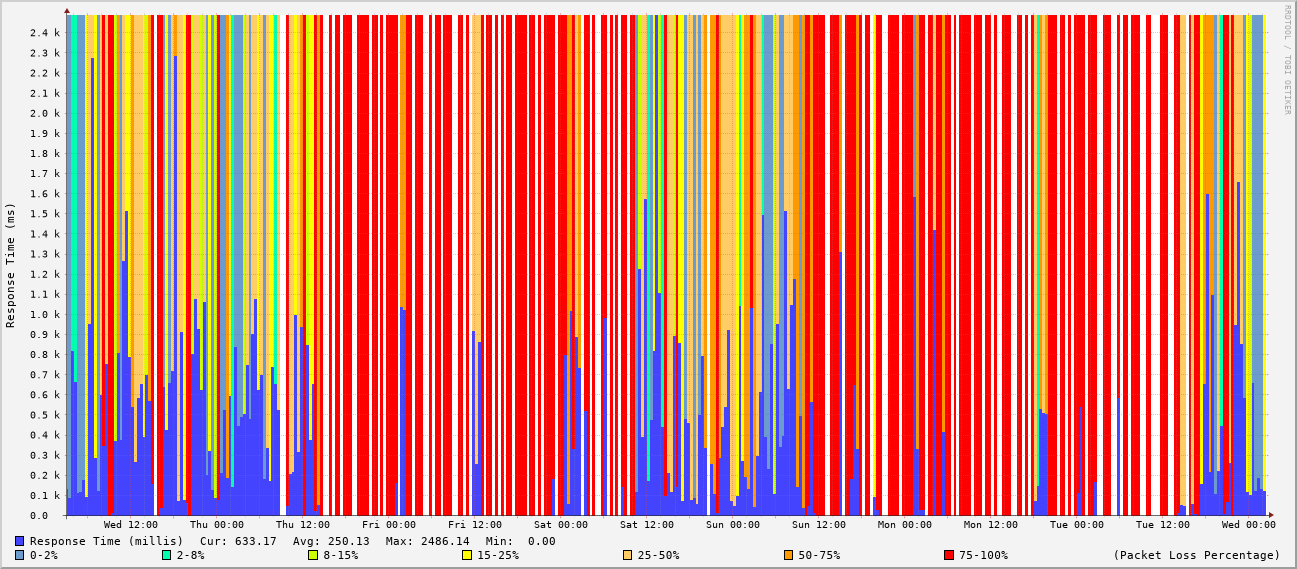 RRDTOOL / TOBI OETIKER
Response Time (ms)
2.4 k
2.3 k
2.2 k
2.1 k
2.0 k
1.9 k
1.8 k
1.7 k
1.6 k
1.5 k
1.4 k
1.3 k
1.2 k
1.1 k
1.0 k
0.9 k
0.8 k
0.7 k
0.6 k
0.5 k
0.4 k
0.3 k
0.2 k
0.1 k
0.0
Wed 12:00 Thu 00:00 Thu 12:00 Fri 00:00 Fri 12:00 Sat 00:00 Sat 12:00 Sun 00:00 Sun 12:00 Mon 00:00 Mon 12:00 Tue 00:00 Tue 12:00 Wed 00:00
Response Time (millis) Cur: 633.17 Avg: 250.13 Max: 2486.14 Min: 0.00
0-2% 2-8% 8-15% 15-25% 25-50% 50-75% 75-100% (Packet Loss Percentage)